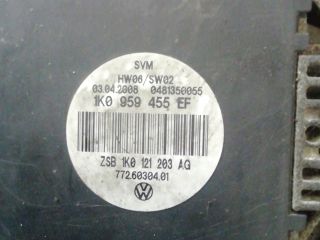 SVM
HW06/SW02
03.04.2008 0481350055
1K0 959 455 EF
ZSB 1K0 121 203 AG
772.60304.01